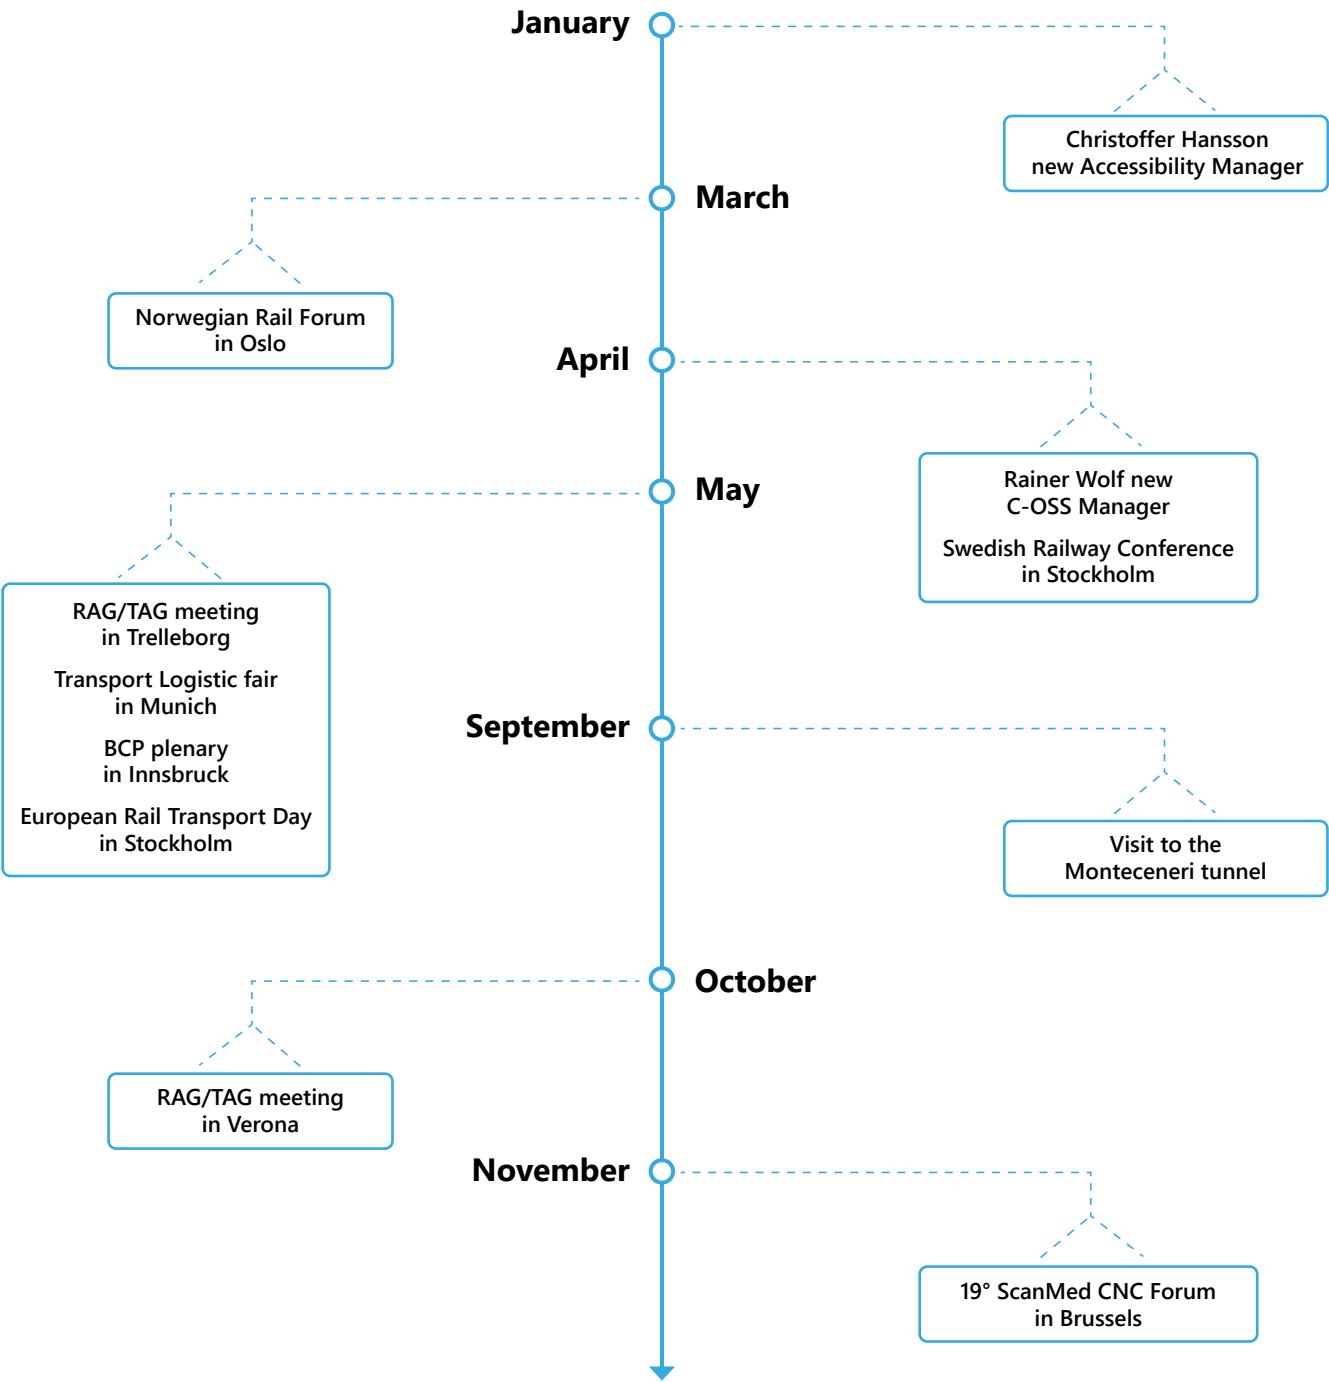 January
Christoffer Hansson
new Accessibility Manager
March
Norwegian Rail Forum
in Oslo
April
Rainer Wolf new
C-OSS Manager
Swedish Railway Conference
in Stockholm
May
RAG/TAG meeting
in Trelleborg
Transport Logistic fair
in Munich
BCP plenary
in Innsbruck
European Rail Transport Day
in Stockholm
September
Visit to the
Monteceneri tunnel
October
RAG/TAG meeting
in Verona
November
19° ScanMed CNC Forum
in Brussels